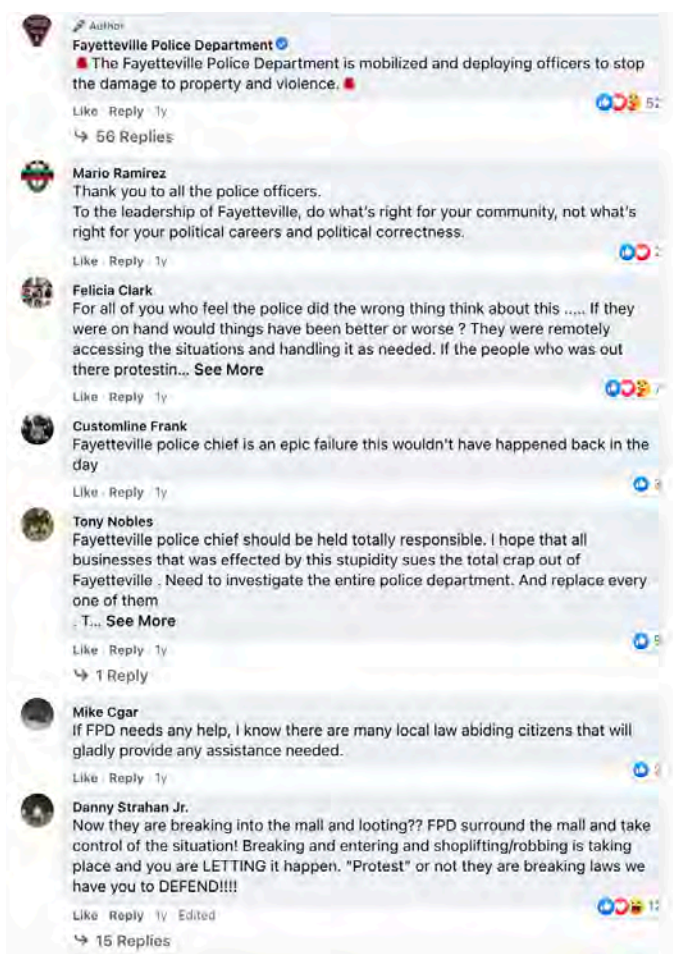 Author
Fayetteville Police Department
The Fayetteville Police Department is mobilized and deploying officers to stop
the damage to property and violence.
Like Reply 1y
52
56 Replies
Mario Ramirez
Thank you to all the police officers.
To the leadership of Fayetteville, do what's right for your community, not what's
right for your political careers and political correctness.
Like Reply 1y
2
Felicia Clark
For all of you who feel the police did the wrong thing think about this ..... If they
were on hand would things have been better or worse ? They were remotely
accessing the situations and handling it as needed. If the people who was out
there protestin... See More
Like Reply 1y
7
Customline Frank
Fayetteville police chief is an epic failure this wouldn't have happened back in the
day
Like Reply 1y
3
Tony Nobles
Fayetteville police chief should be held totally responsible. I hope that all
businesses that was effected by this stupidity sues the total crap out of
Fayetteville . Need to investigate the entire police department. And replace every
one of them
. T... See More
Like Reply 1y
5
1 Reply
Mike Cgar
If FPD needs any help, I know there are many local law abiding citizens that will
gladly provide any assistance needed.
Like Reply 1y
2
Danny Strahan Jr.
Now they are breaking into the mall and looting?? FPD surround the mall and take
control of the situation! Breaking and entering and shoplifting/robbing is taking
place and you are LETTING it happen. "Protest" or not they are breaking laws we
have you to DEFEND!!!!
Like Reply 1y Edited
15 Replies